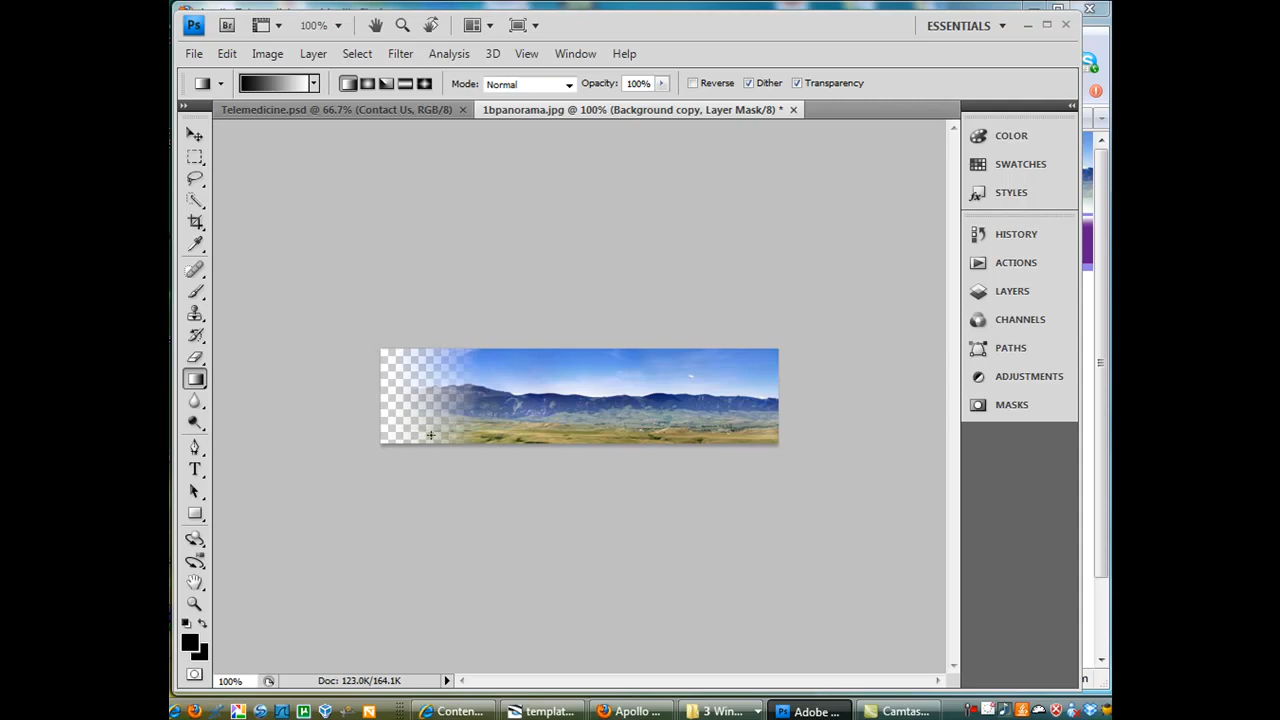 Ps Br 100% ESSENTIALS
File Edit Image Layer Select Filter Analysis 3D View Window Help
Mode: Normal Opacity: 100% Reverse Dither Transparency
Telemedicine.psd @ 66.7% (Contact Us, RGB/8) 1bpanorama.jpg @ 100% (Background copy, Layer Mask/8) *
COLOR
SWATCHES
STYLES
HISTORY
ACTIONS
LAYERS
CHANNELS
PATHS
ADJUSTMENTS
MASKS
T
100% Doc: 123.0K/164.1K
Conten... templat... Apollo ... 3 Win... Ps Adobe ... Camtas...